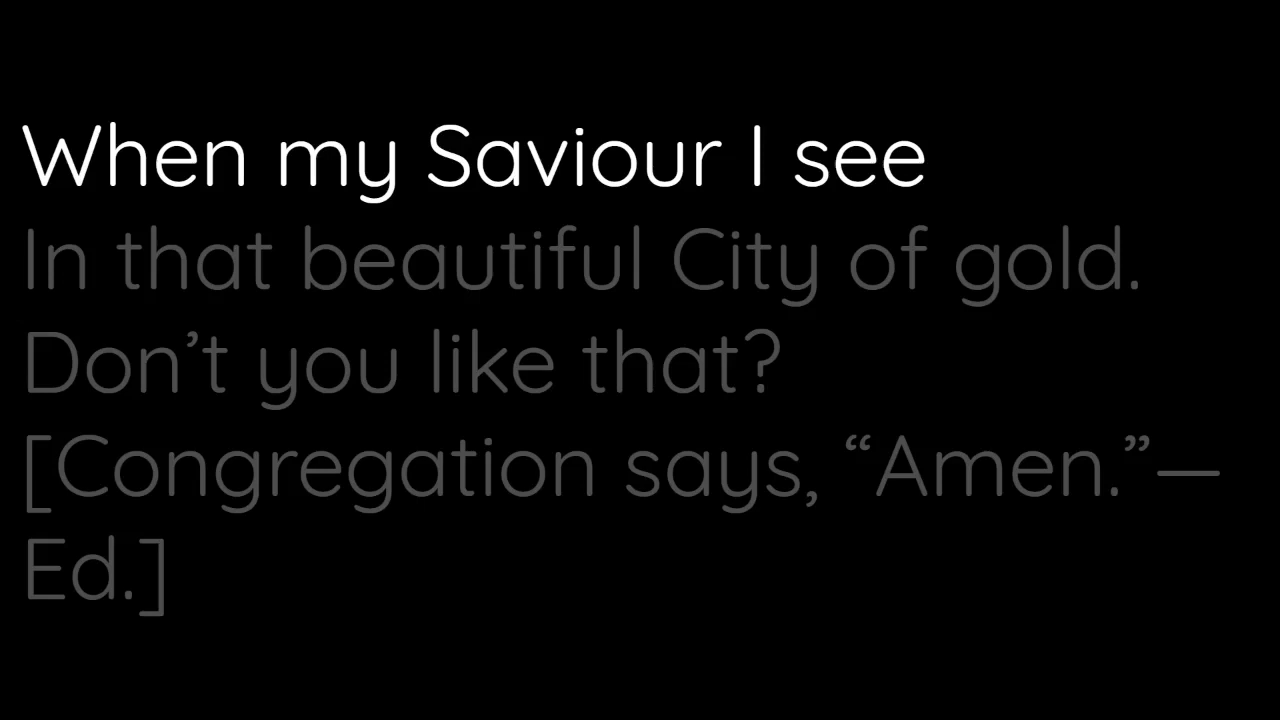 When my Saviour I see
In that beautiful City of gold.
Don’t you like that?
[Congregation says, “Amen.”—
Ed.]